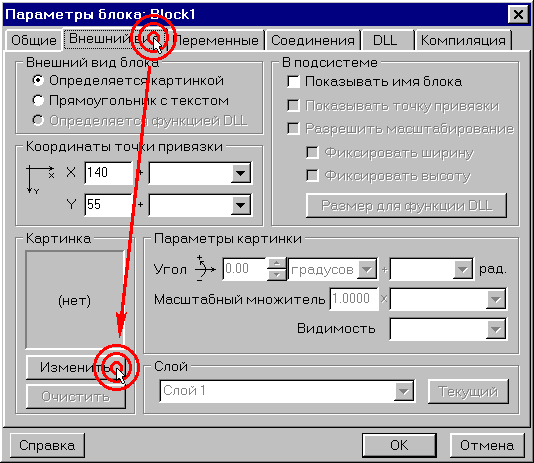 Параметры блока: Block1
Общие Внешний вид Переменные Соединения DLL Компиляция
Внешний вид блока
Определяется картинкой
Прямоугольник с текстом
Определяется функцией DLL
В подсистеме
Показывать имя блока
Показывать точку привязки
Разрешить масштабирование
Фиксировать ширину
Фиксировать высоту
Размер для функции DLL
Координаты точки привязки
X 140 +
Y 55 +
X
Y
Картинка
(нет)
Изменить
Очистить
Параметры картинки
Угол 0.00 градусов + рад.
Масштабный множитель 1.0000 x
Видимость
Слой
Слой 1 Текущий
Справка OK Отмена